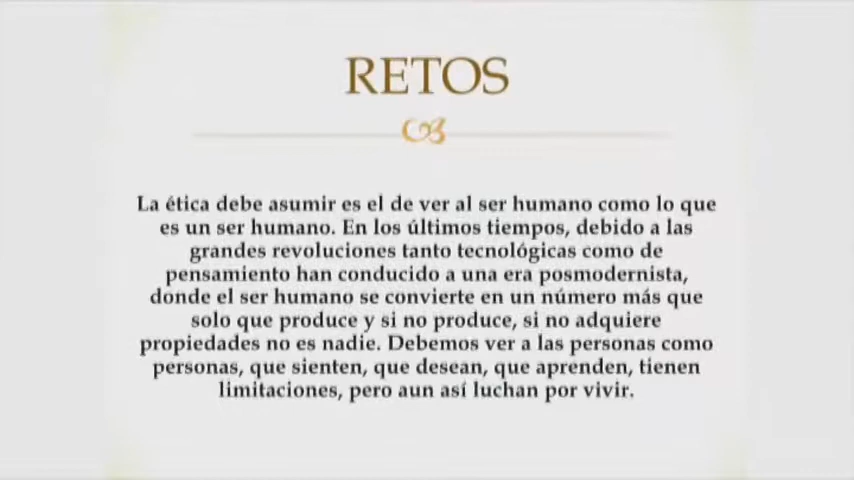 RETOS
La ética debe asumir es el de ver al ser humano como lo que
es un ser humano. En los últimos tiempos, debido a las
grandes revoluciones tanto tecnológicas como de
pensamiento han conducido a una era posmodernista,
donde el ser humano se convierte en un número más que
solo que produce y si no produce, si no adquiere
propiedades no es nadie. Debemos ver a las personas como
personas, que sienten, que desean, que aprenden, tienen
limitaciones, pero aun así luchan por vivir.